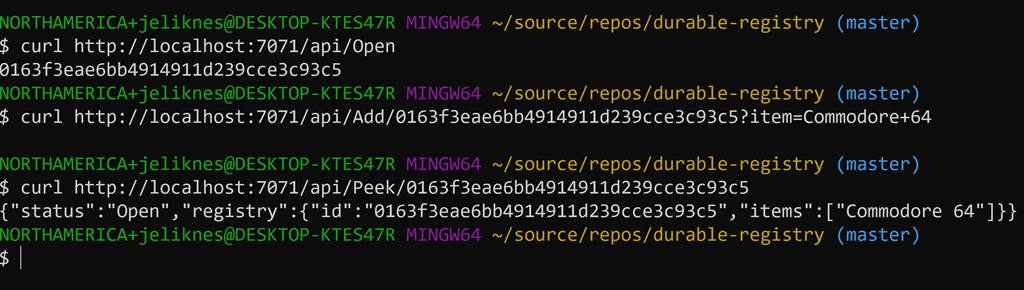 NORTHAMERICA+jeliknes@DESKTOP-KTES47R MINGW64 ~/source/repos/durable-registry (master)
$ curl http://localhost:7071/api/Open
0163f3eae6bb4914911d239cce3c93c5
NORTHAMERICA+jeliknes@DESKTOP-KTES47R MINGW64 ~/source/repos/durable-registry (master)
$ curl http://localhost:7071/api/Add/0163f3eae6bb4914911d239cce3c93c5?item=Commodore+64
NORTHAMERICA+jeliknes@DESKTOP-KTES47R MINGW64 ~/source/repos/durable-registry (master)
$ curl http://localhost:7071/api/Peek/0163f3eae6bb4914911d239cce3c93c5
{"status":"Open","registry":{"id":"0163f3eae6bb4914911d239cce3c93c5","items":["Commodore 64"]}}
NORTHAMERICA+jeliknes@DESKTOP-KTES47R MINGW64 ~/source/repos/durable-registry (master)
$